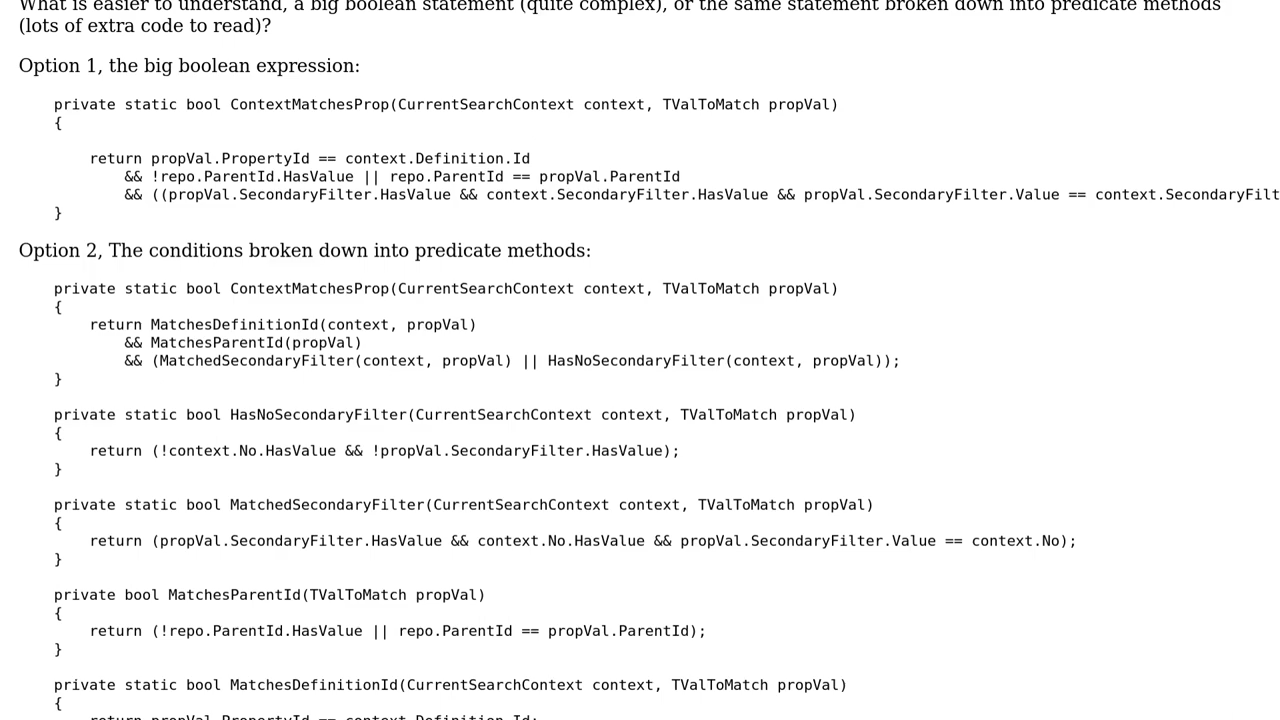 What is easier to understand, a big boolean statement (quite complex), or the same statement broken down into predicate methods
(lots of extra code to read)?
Option 1, the big boolean expression:
private static bool ContextMatchesProp(CurrentSearchContext context, TValToMatch propVal)
{
return propVal.PropertyId == context.Definition.Id
&& !repo.ParentId.HasValue || repo.ParentId == propVal.ParentId
&& ((propVal.SecondaryFilter.HasValue && context.SecondaryFilter.HasValue && propVal.SecondaryFilter.Value == context.SecondaryFilt
}
Option 2, The conditions broken down into predicate methods:
private static bool ContextMatchesProp(CurrentSearchContext context, TValToMatch propVal)
{
return MatchesDefinitionId(context, propVal)
&& MatchesParentId(propVal)
&& (MatchedSecondaryFilter(context, propVal) || HasNoSecondaryFilter(context, propVal));
}
private static bool HasNoSecondaryFilter(CurrentSearchContext context, TValToMatch propVal)
{
return (!context.No.HasValue && !propVal.SecondaryFilter.HasValue);
}
private static bool MatchedSecondaryFilter(CurrentSearchContext context, TValToMatch propVal)
{
return (propVal.SecondaryFilter.HasValue && context.No.HasValue && propVal.SecondaryFilter.Value == context.No);
}
private bool MatchesParentId(TValToMatch propVal)
{
return (!repo.ParentId.HasValue || repo.ParentId == propVal.ParentId);
}
private static bool MatchesDefinitionId(CurrentSearchContext context, TValToMatch propVal)
{
return propVal.PropertyId == context.Definition.Id;